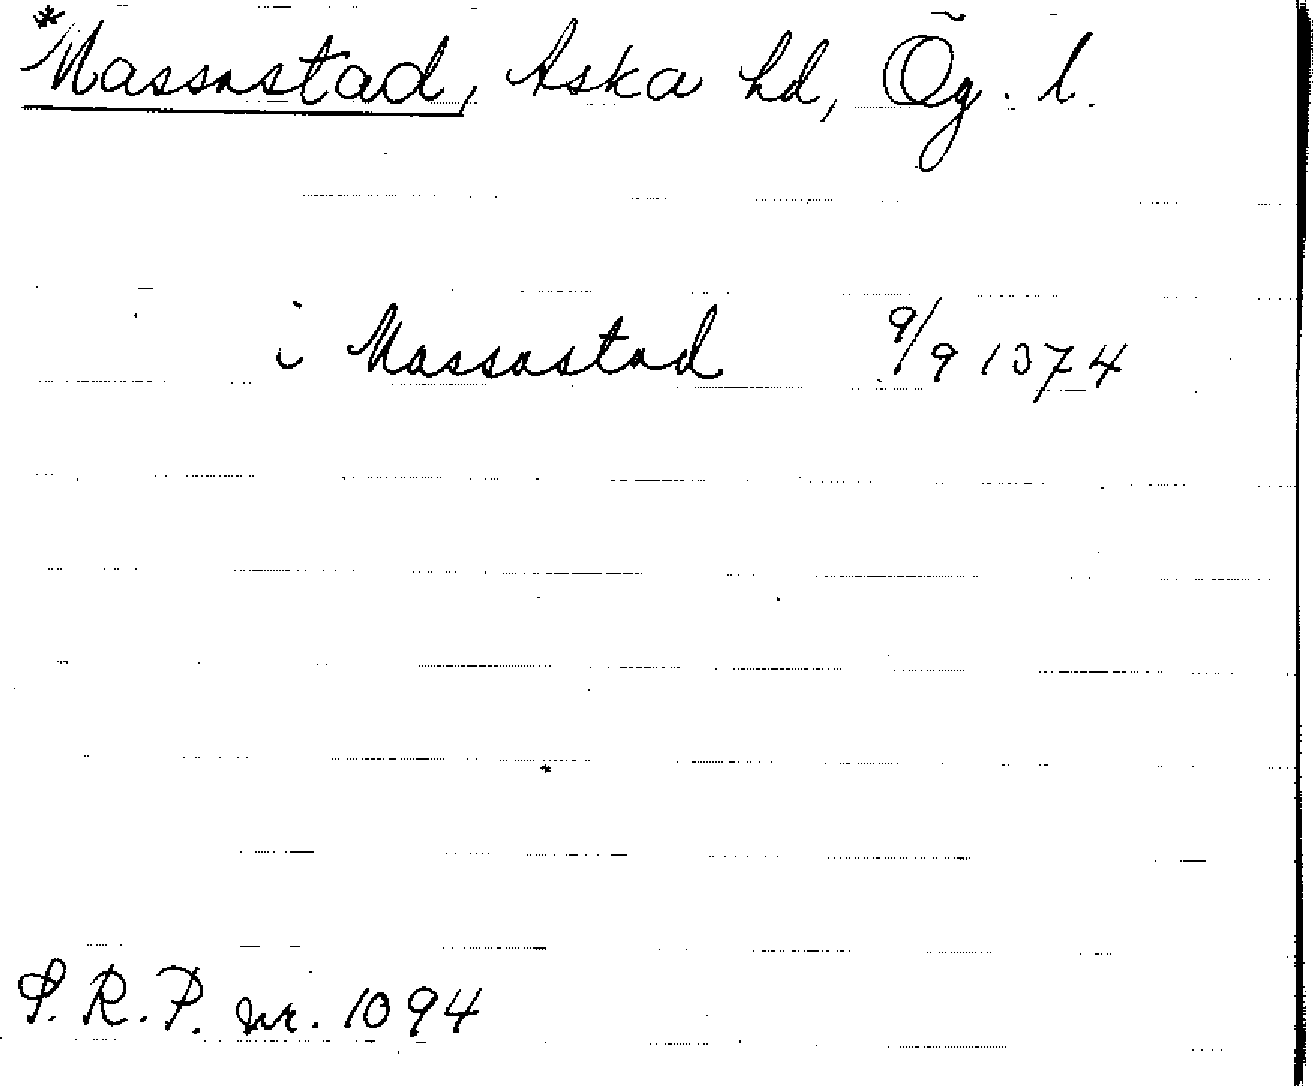 *Massastad, Aska hd, Ög. l.
i Massastad 9/9 1374
S.R.P. nr. 1094